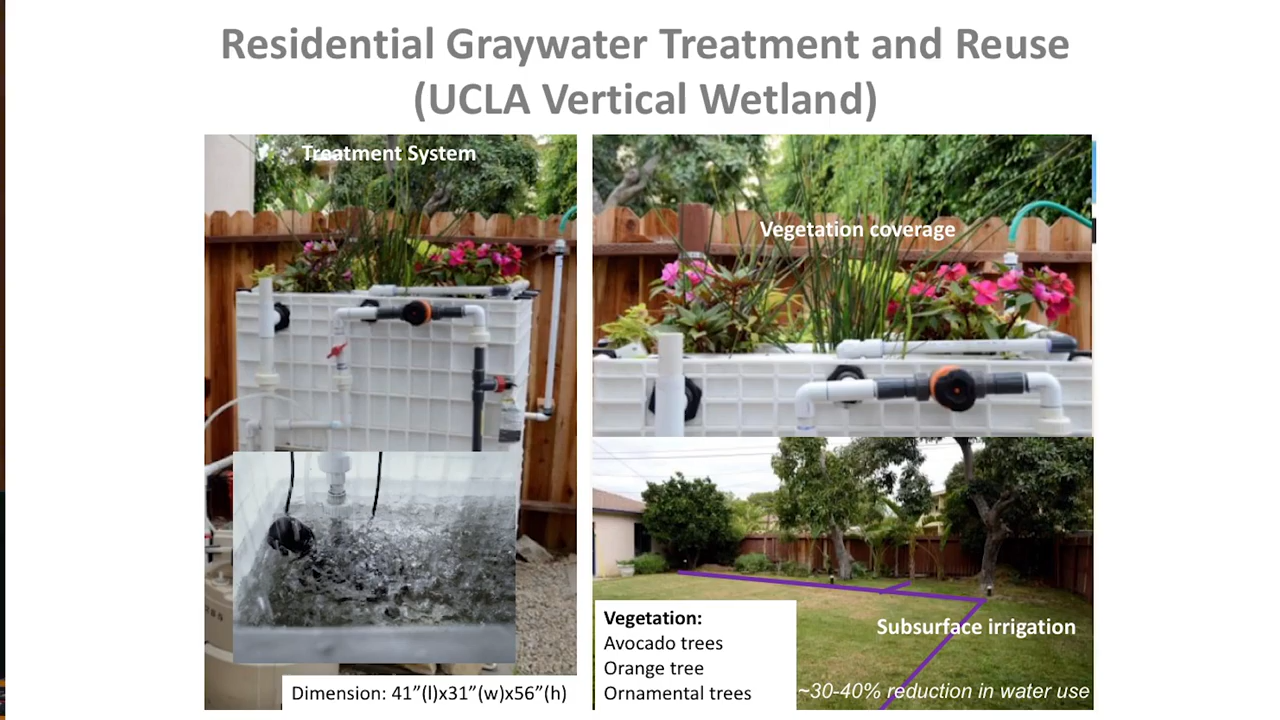 Residential Graywater Treatment and Reuse
(UCLA Vertical Wetland)
Treatment System
Vegetation coverage
Vegetation:
Avocado trees
Orange tree
Ornamental trees
Subsurface irrigation
~30-40% reduction in water use
Dimension: 41”(l)x31”(w)x56”(h)